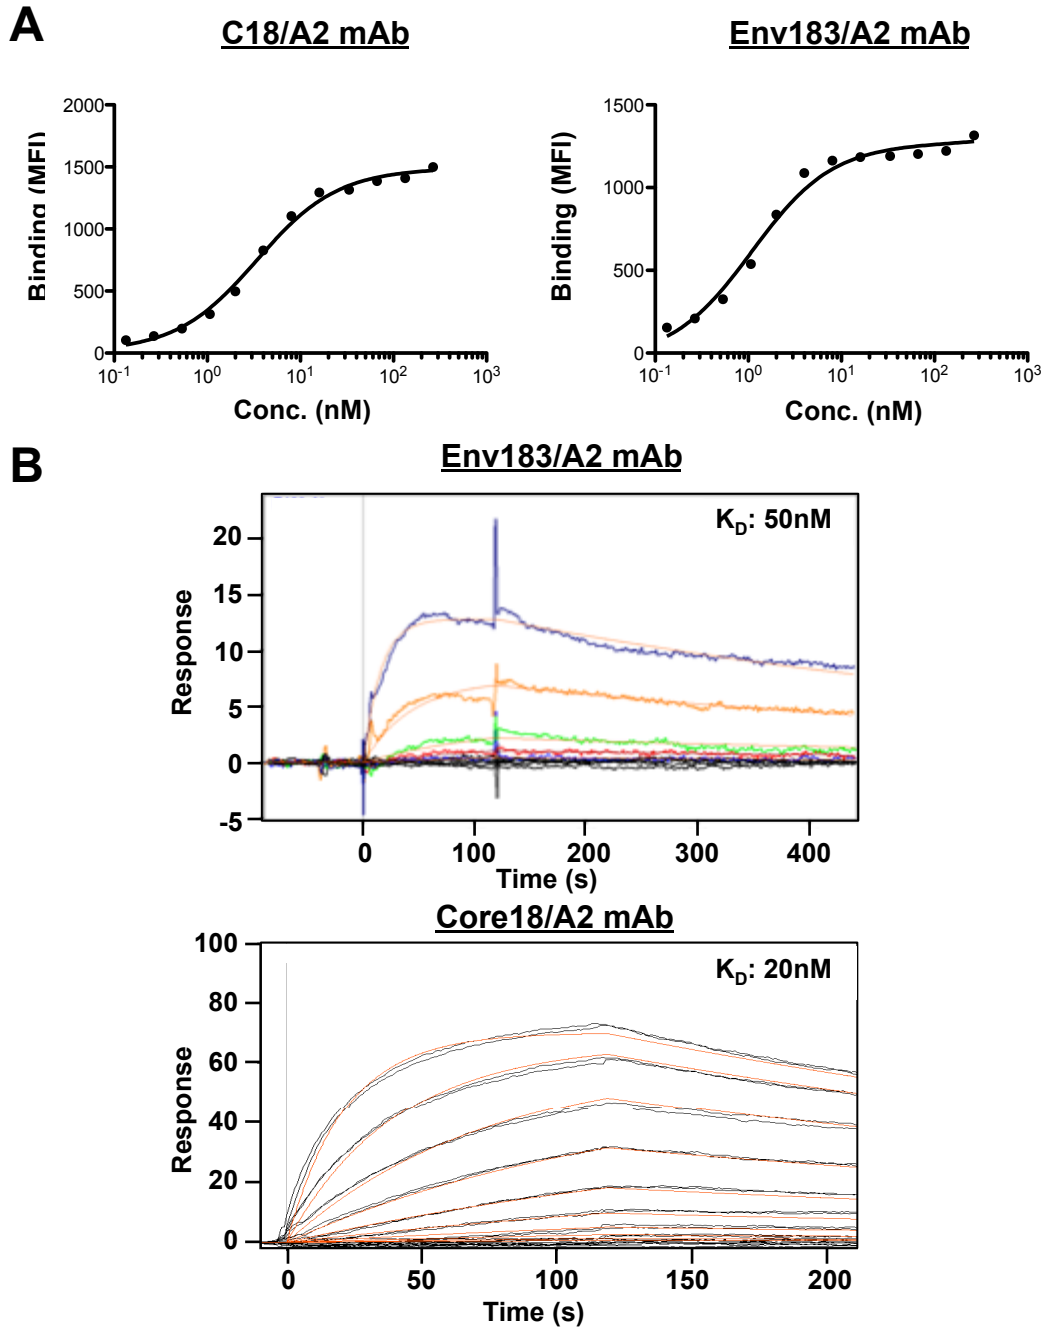 A
C18/A2 mAb
Env183/A2 mAb
2000
1500
1000
500
0
Binding (MFI)
10-1
100
101
102
103
Conc. (nM)
1500
1000
500
0
Binding (MFI)
10-1
100
101
102
103
Conc. (nM)
B
Env183/A2 mAb
KD: 50nM
20
15
10
5
0
-5
Response
0
100
200
300
400
Time (s)
Core18/A2 mAb
KD: 20nM
100
80
60
40
20
0
Response
0
50
100
150
200
Time (s)